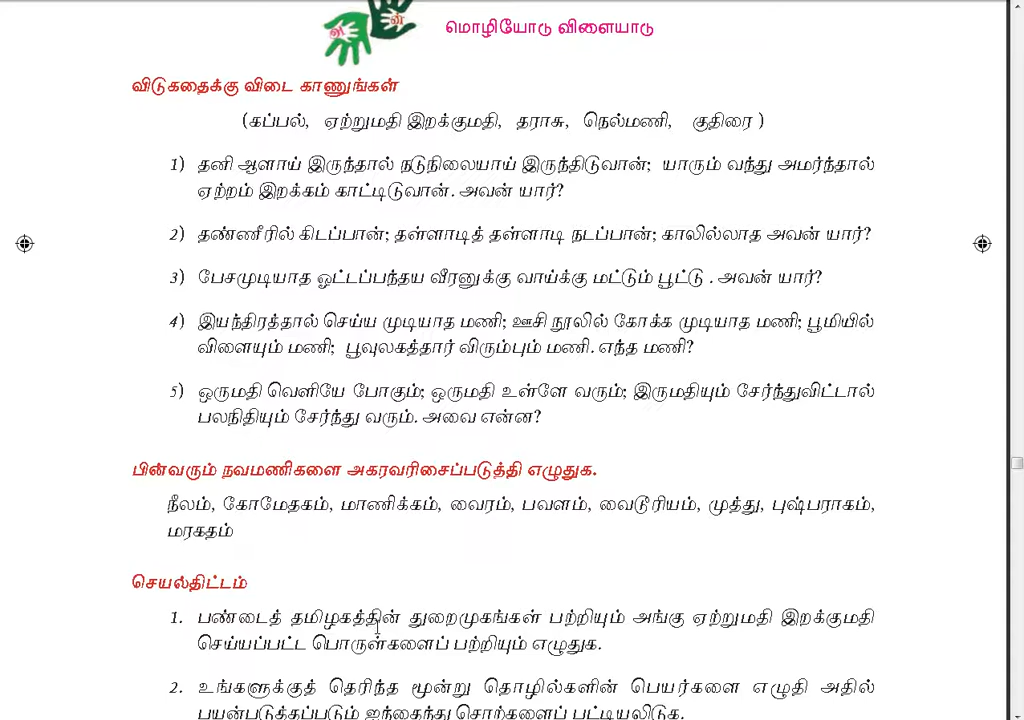 மொழியோடு விளையாடு
விடுகதைக்கு விடை காணுங்கள்
(கப்பல், ஏற்றுமதி இறக்குமதி, தராசு, நெல்மணி, குதிரை )
1) தனி ஆளாய் இருந்தால் நடுநிலையாய் இருந்திடுவான்; யாரும் வந்து அமர்ந்தால்
ஏற்றம் இறக்கம் காட்டிடுவான். அவன் யார்?
2) தண்ணீரில் கிடப்பான்; தள்ளாடித் தள்ளாடி நடப்பான்; காலில்லாத அவன் யார்?
3) பேசமுடியாத ஓட்டப்பந்தய வீரனுக்கு வாய்க்கு மட்டும் பூட்டு . அவன் யார்?
4) இயந்திரத்தால் செய்ய முடியாத மணி; ஊசி நூலில் கோக்க முடியாத மணி; பூமியில்
விளையும் மணி; பூவுலகத்தார் விரும்பும் மணி. எந்த மணி?
5) ஒருமதி வெளியே போகும்; ஒருமதி உள்ளே வரும்; இருமதியும் சேர்ந்துவிட்டால்
பலநிதியும் சேர்ந்து வரும். அவை என்ன?
பின்வரும் நவமணிகளை அகரவரிசைப்படுத்தி எழுதுக.
நீலம், கோமேதகம், மாணிக்கம், வைரம், பவளம், வைடூரியம், முத்து, புஷ்பராகம்,
மரகதம்
செயல்திட்டம்
1. பண்டைத் தமிழகத்தின் துறைமுகங்கள் பற்றியும் அங்கு ஏற்றுமதி இறக்குமதி
செய்யப்பட்ட பொருள்களைப் பற்றியும் எழுதுக.
2. உங்களுக்குத் தெரிந்த மூன்று தொழில்களின் பெயர்களை எழுதி அதில்
பயன்படுத்தப்படும் ஐந்தைந்து சொற்களைப் பட்டியலிடுக.